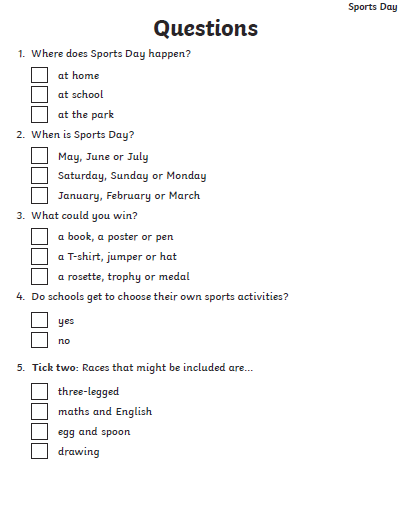 Sports Day
Questions
1. Where does Sports Day happen?
at home
at school
at the park
2. When is Sports Day?
May, June or July
Saturday, Sunday or Monday
January, February or March
3. What could you win?
a book, a poster or pen
a T-shirt, jumper or hat
a rosette, trophy or medal
4. Do schools get to choose their own sports activities?
yes
no
5. Tick two: Races that might be included are...
three-legged
maths and English
egg and spoon
drawing